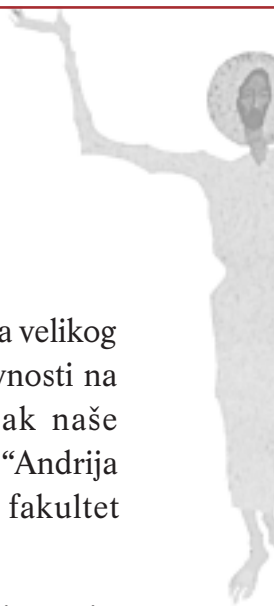 a velikog
vnosti na
ak naše
“Andrija
fakultet